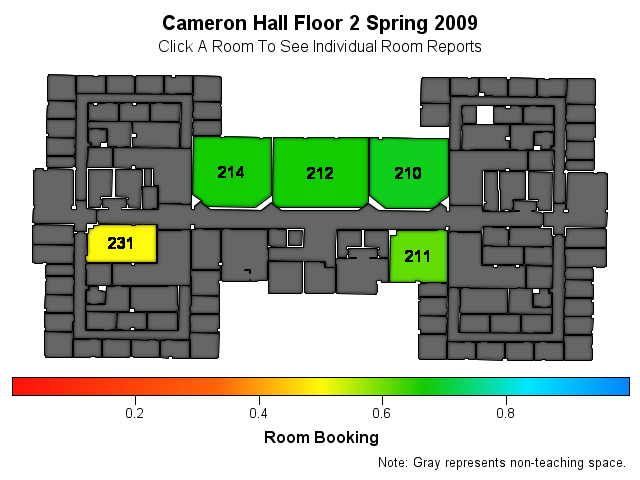 Cameron Hall Floor 2 Spring 2009
Click A Room To See Individual Room Reports
214
212
210
231
211
0.2
0.4
0.6
0.8
Room Booking
Note: Gray represents non-teaching space.